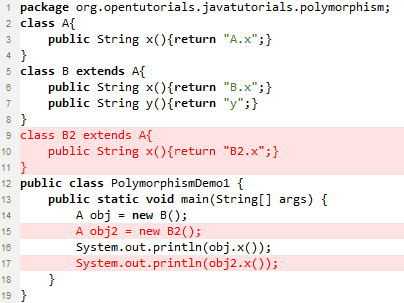 1 package org.opentutorials.javatutorials.polymorphism;
2 class A{
3     public String x(){return "A.x";}
4 }
5 class B extends A{
6     public String x(){return "B.x";}
7     public String y(){return "y";}
8 }
9 class B2 extends A{
10     public String x(){return "B2.x";}
11 }
12 public class PolymorphismDemo1 {
13     public static void main(String[] args) {
14         A obj = new B();
15         A obj2 = new B2();
16         System.out.println(obj.x());
17         System.out.println(obj2.x());
18     }
19 }